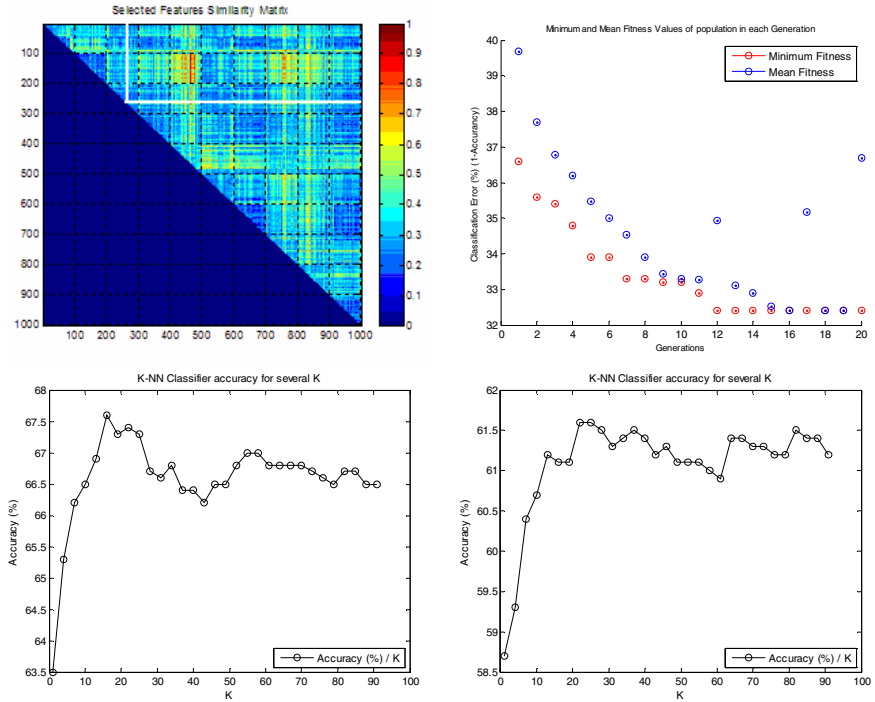 Selected Features Similarity Matrix
100
200
300
400
500
600
700
800
900
1000
100 200 300 400 500 600 700 800 900 1000
1
0.9
0.8
0.7
0.6
0.5
0.4
0.3
0.2
0.1
0
Minimum and Mean Fitness Values of population in each Generation
Classification Error (%) (1-Accurancy)
40
39
38
37
36
35
34
33
32
0 2 4 6 8 10 12 14 16 18 20
Generations
Minimum Fitness
Mean Fitness
K-NN Classifier accuracy for several K
Accuracy (%)
68
67.5
67
66.5
66
65.5
65
64.5
64
63.5
0 10 20 30 40 50 60 70 80 90 100
K
Accuracy (%) / K
K-NN Classifier accuracy for several K
Accuracy (%)
62
61.5
61
60.5
60
59.5
59
58.5
0 10 20 30 40 50 60 70 80 90 100
K
Accuracy (%) / K